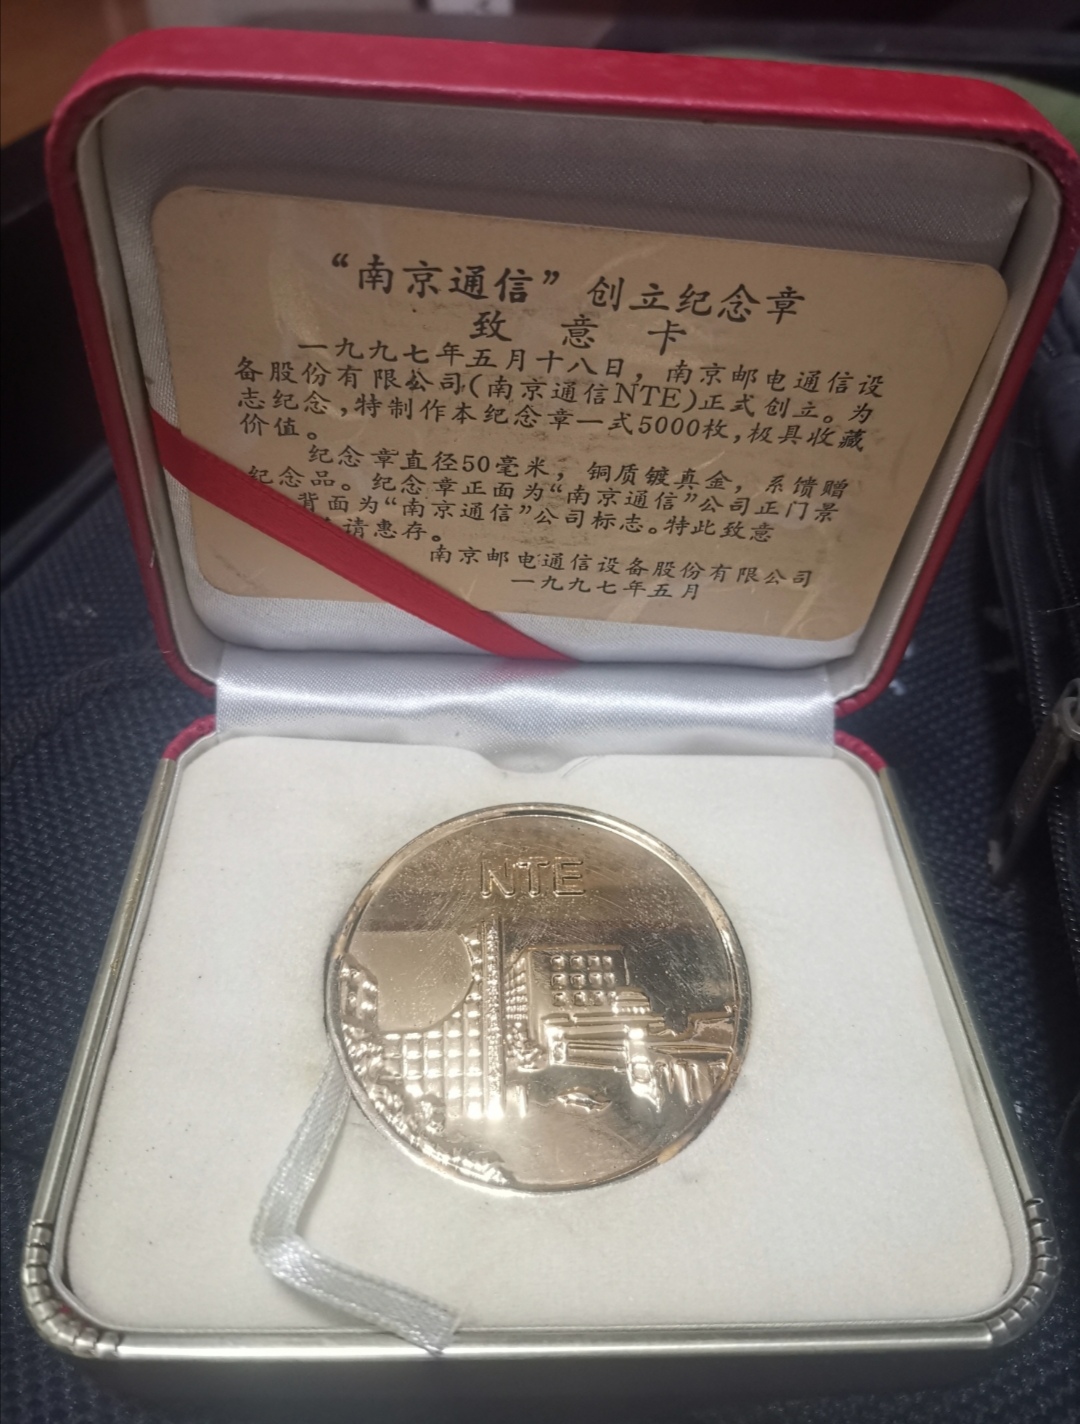 “南京通信”创立纪念章
致意卡
一九九七年五月十八日，南京邮电通信设
备股份有限公司(南京通信NTE)正式创立。为
志纪念,特制作本纪念章一式5000枚,极具收藏
价值。
纪念章直径50毫米，铜质镀真金，系馈赠
纪念品。纪念章正面为“南京通信”公司正门景
背面为“南京通信”公司标志。特此致意
请惠存。
南京邮电通信设备股份有限公司
一九九七年五月
NTE